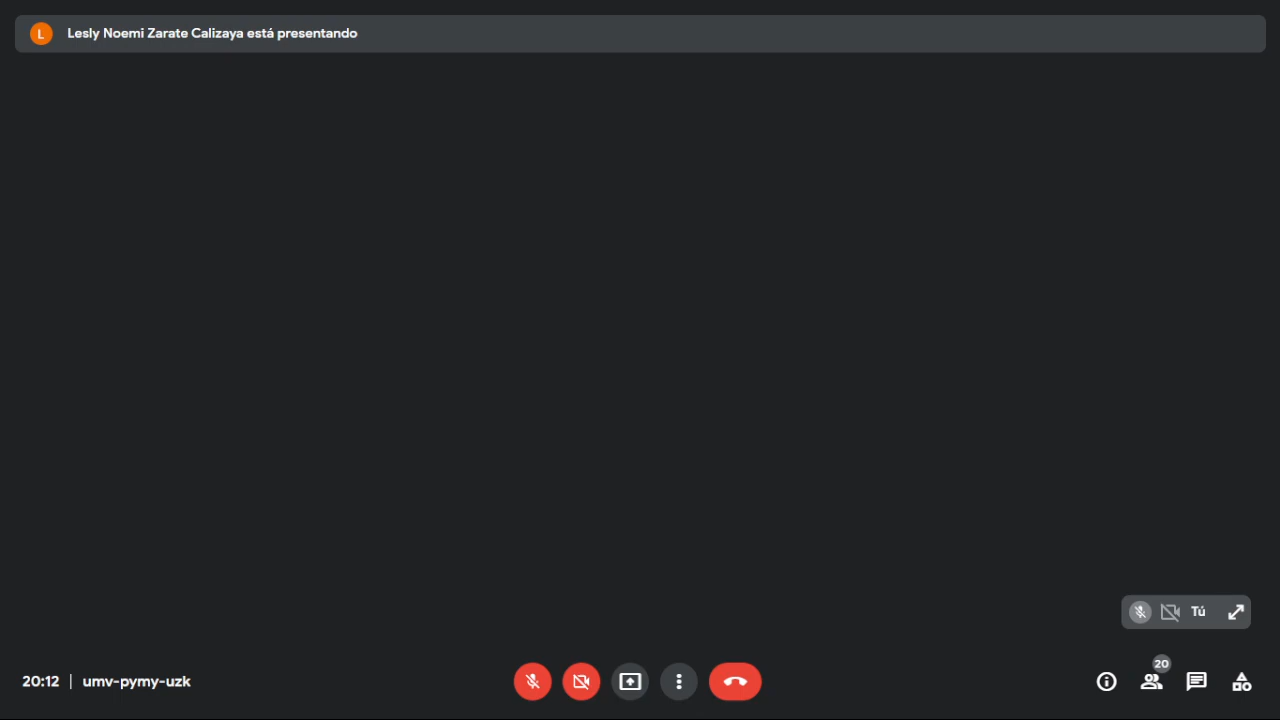 L
Lesly Noemi Zarate Calizaya está presentando
Tú
20:12 | umv-pymy-uzk
20